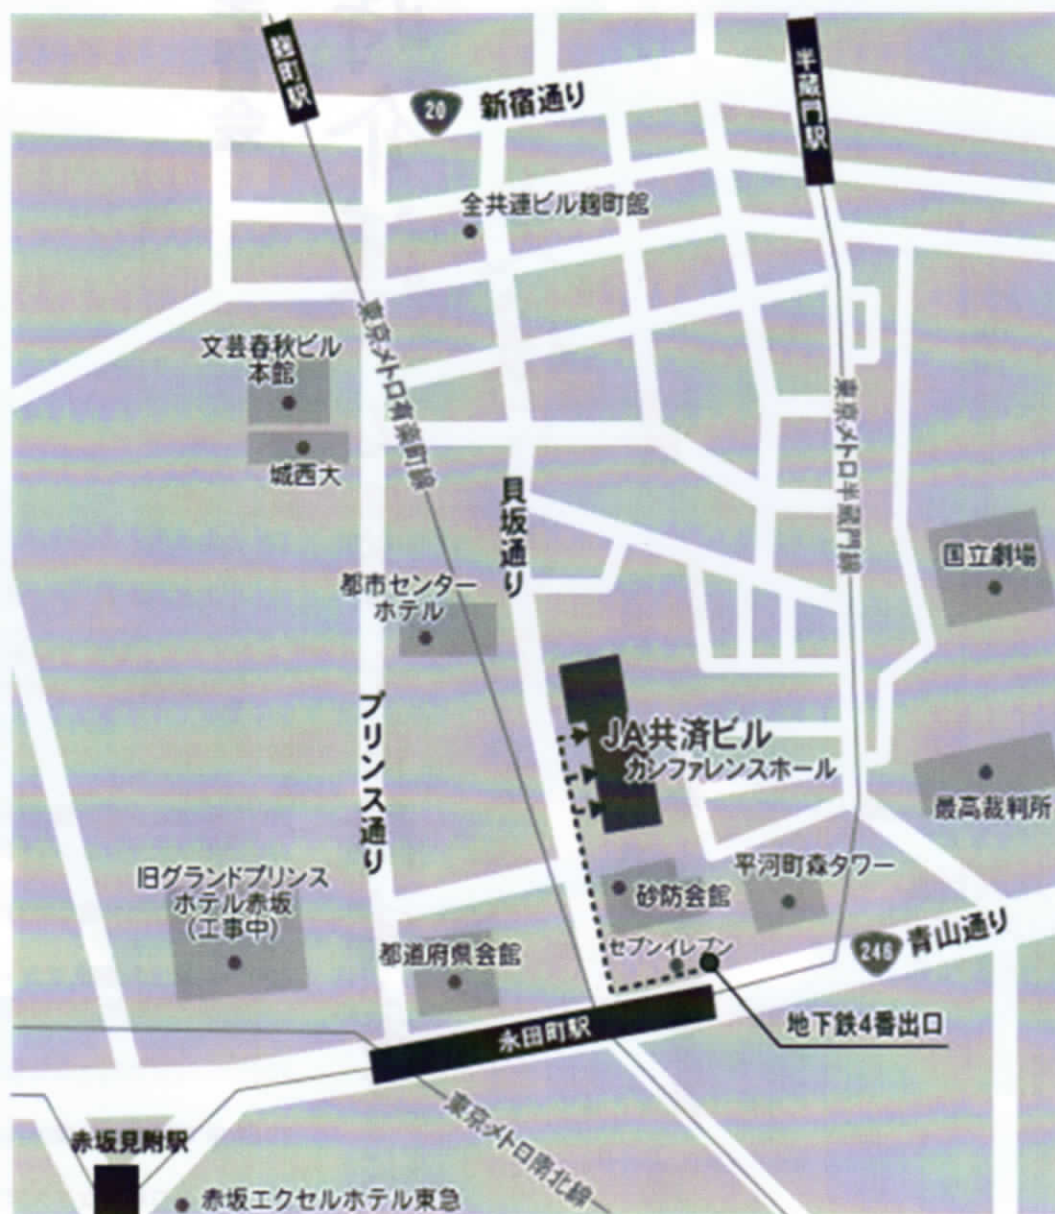 麹町駅
半蔵門駅
20
新宿通り
全共連ビル麹町館
東京メトロ有楽町線
文芸春秋ビル
本館
城西大
東京メトロ半蔵門線
貝坂通り
国立劇場
都市センター
ホテル
プリンス通り
JA共済ビル
カンファレンスホール
最高裁判所
平河町森タワー
旧グランドプリンス
ホテル赤坂
(工事中)
砂防会館
都道府県会館
セブンイレブン
246
青山通り
地下鉄4番出口
永田町駅
東京メトロ南北線
赤坂見附駅
赤坂エクセルホテル東急